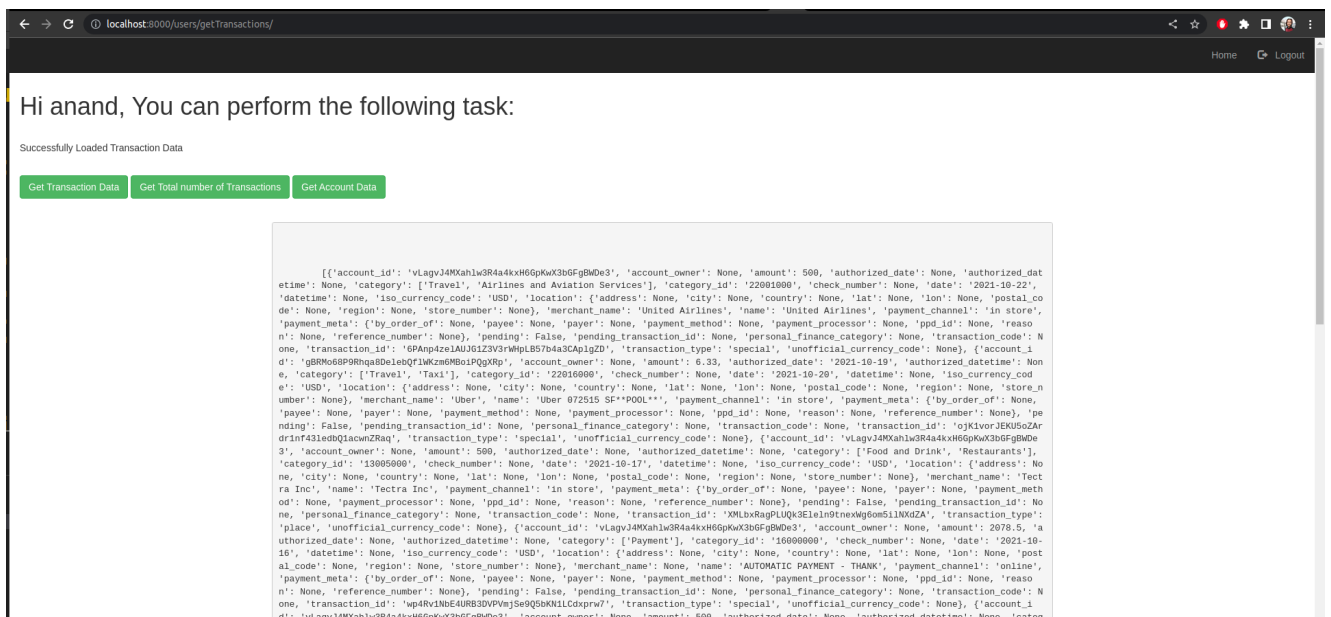 localhost:8000/users/getTransactions/
Home Logout
Hi anand, You can perform the following task:
Successfully Loaded Transaction Data
Get Transaction Data Get Total number of Transactions Get Account Data
[{'account_id': 'vLagvJ4MXahlw3R4a4kxH6GpKwX3bGFgBWDe3', 'account_owner': None, 'amount': 500, 'authorized_date': None, 'authorized_dat
etime': None, 'category': ['Travel', 'Airlines and Aviation Services'], 'category_id': '22001000', 'check_number': None, 'date': '2021-10-22',
'datetime': None, 'iso_currency_code': 'USD', 'location': {'address': None, 'city': None, 'country': None, 'lat': None, 'lon': None, 'postal_co
de': None, 'region': None, 'store_number': None}, 'merchant_name': 'United Airlines', 'name': 'United Airlines', 'payment_channel': 'in store',
'payment_meta': {'by_order_of': None, 'payee': None, 'payer': None, 'payment_method': None, 'payment_processor': None, 'ppd_id': None, 'reaso
n': None, 'reference_number': None}, 'pending': False, 'pending_transaction_id': None, 'personal_finance_category': None, 'transaction_code': N
one, 'transaction_id': '6PAnp4zelAUJG1Z3V3rWHpLB57b4a3CAplgZD', 'transaction_type': 'special', 'unofficial_currency_code': None}, {'account_i
d': 'gBRMo68P9Rhqa8DelebQflWKzm6MBoiPQgXRp', 'account_owner': None, 'amount': 6.33, 'authorized_date': '2021-10-19', 'authorized_datetime': Non
e, 'category': ['Travel', 'Taxi'], 'category_id': '22016000', 'check_number': None, 'date': '2021-10-20', 'datetime': None, 'iso_currency_cod
e': 'USD', 'location': {'address': None, 'city': None, 'country': None, 'lat': None, 'lon': None, 'postal_code': None, 'region': None, 'store_n
umber': None}, 'merchant_name': 'Uber', 'name': 'Uber 072515 SF**POOL**', 'payment_channel': 'in store', 'payment_meta': {'by_order_of': None,
'payee': None, 'payer': None, 'payment_method': None, 'payment_processor': None, 'ppd_id': None, 'reason': None, 'reference_number': None}, 'pe
nding': False, 'pending_transaction_id': None, 'personal_finance_category': None, 'transaction_code': None, 'transaction_id': 'ojK1vorJEKU5oZAr
dr1nf43ledbQ1acwnZRaq', 'transaction_type': 'special', 'unofficial_currency_code': None}, {'account_id': 'vLagvJ4MXahlw3R4a4kxH6GpKwX3bGFgBWDe
3', 'account_owner': None, 'amount': 500, 'authorized_date': None, 'authorized_datetime': None, 'category': ['Food and Drink', 'Restaurants'],
'category_id': '13005000', 'check_number': None, 'date': '2021-10-17', 'datetime': None, 'iso_currency_code': 'USD', 'location': {'address': No
ne, 'city': None, 'country': None, 'lat': None, 'lon': None, 'postal_code': None, 'region': None, 'store_number': None}, 'merchant_name': 'Tect
ra Inc', 'name': 'Tectra Inc', 'payment_channel': 'in store', 'payment_meta': {'by_order_of': None, 'payee': None, 'payer': None, 'payment_meth
od': None, 'payment_processor': None, 'ppd_id': None, 'reason': None, 'reference_number': None}, 'pending': False, 'pending_transaction_id': No
ne, 'personal_finance_category': None, 'transaction_code': None, 'transaction_id': 'XMLbxRagPLUQk3Eleln9tnexWg6om5ilNXdZA', 'transaction_type':
'place', 'unofficial_currency_code': None}, {'account_id': 'vLagvJ4MXahlw3R4a4kxH6GpKwX3bGFgBWDe3', 'account_owner': None, 'amount': 2078.5, 'a
uthorized_date': None, 'authorized_datetime': None, 'category': ['Payment'], 'category_id': '16000000', 'check_number': None, 'date': '2021-10-
16', 'datetime': None, 'iso_currency_code': 'USD', 'location': {'address': None, 'city': None, 'country': None, 'lat': None, 'lon': None, 'post
al_code': None, 'region': None, 'store_number': None}, 'merchant_name': None, 'name': 'AUTOMATIC PAYMENT - THANK', 'payment_channel': 'online',
'payment_meta': {'by_order_of': None, 'payee': None, 'payer': None, 'payment_method': None, 'payment_processor': None, 'ppd_id': None, 'reaso
n': None, 'reference_number': None}, 'pending': False, 'pending_transaction_id': None, 'personal_finance_category': None, 'transaction_code': N
one, 'transaction_id': 'wp4Rv1NbE4URB3DVPVmjSe9Q5bKN1LCdxprw7', 'transaction_type': 'special', 'unofficial_currency_code': None}, {'account_i
d': 'vLagvJ4MXahlw3R4a4kxH6GpKwX3bGFgBWDe3', 'account_owner': None, 'amount': 500, 'authorized_date': None, 'authorized_datetime': None, 'categ